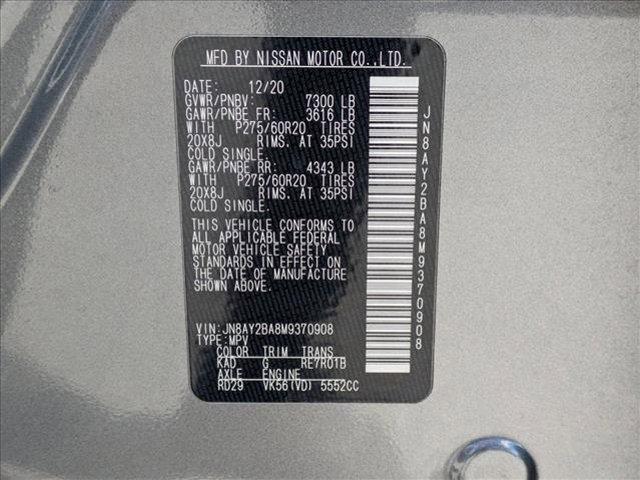 MFD BY NISSAN MOTOR CO.,LTD.
DATE: 12/20
GVWR/PNBV: 7300 LB
GAWR/PNBE FR: 3616 LB
WITH P275/60R20 TIRES
20X8J RIMS. AT 35PSI
COLD SINGLE.
GAWR/PNBE RR: 4343 LB
WITH P275/60R20 TIRES
20X8J RIMS. AT 35PSI
COLD SINGLE.
THIS VEHICLE CONFORMS TO
ALL APPLICABLE FEDERAL
MOTOR VEHICLE SAFETY
STANDARDS IN EFFECT ON
THE DATE OF MANUFACTURE
SHOWN ABOVE.
VIN:JN8AY2BA8M9370908
TYPE:MPV
COLOR TRIM TRANS
KAD G RE7R01B
AXLE ENGINE
RD29 VK56(VD) 5552CC
JN8AY2BA8M9370908